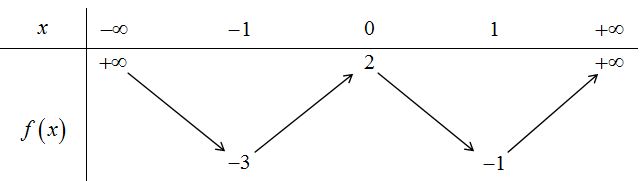 x −∞ −1 0 1 +∞
+∞ 2 +∞
f(x)
−3 −1